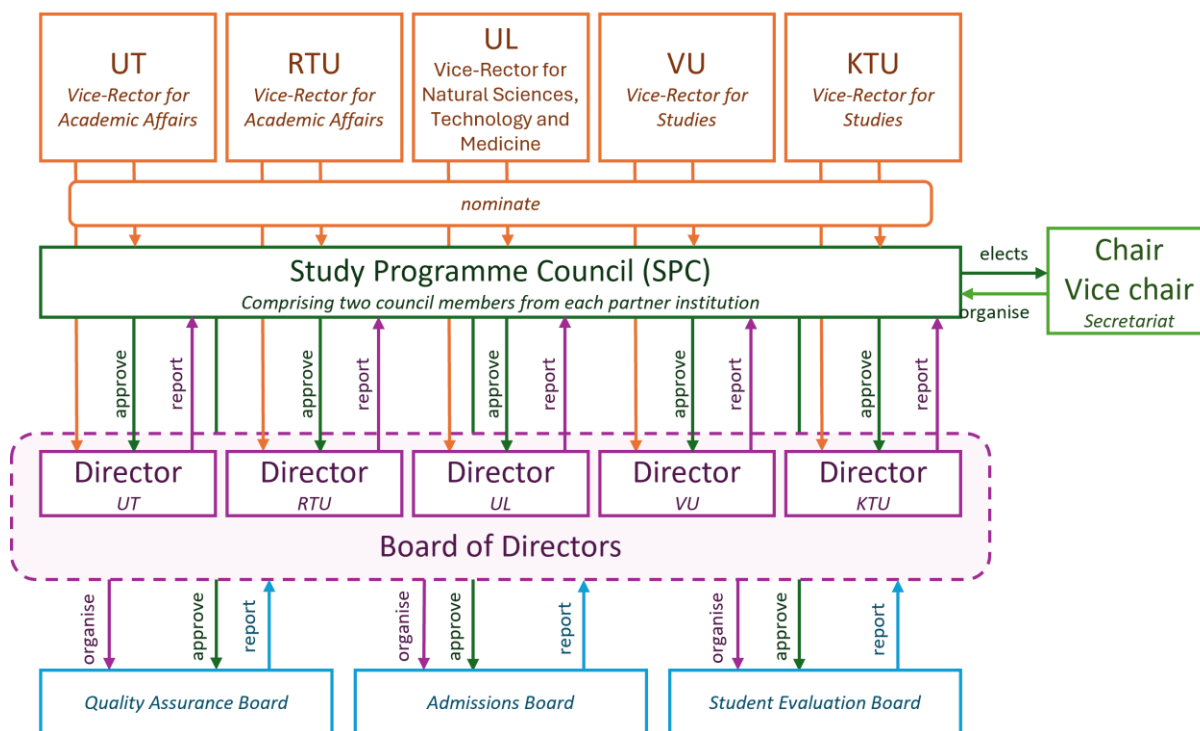 UT
Vice-Rector for
Academic Affairs
RTU
Vice-Rector for
Academic Affairs
UL
Vice-Rector for
Natural Sciences,
Technology and
Medicine
VU
Vice-Rector for
Studies
KTU
Vice-Rector for
Studies
nominate
Study Programme Council (SPC)
Comprising two council members from each partner institution
elects
organise
Chair
Vice chair
Secretariat
approve
report
approve
report
approve
report
approve
report
approve
report
Director
UT
Director
RTU
Director
UL
Director
VU
Director
KTU
Board of Directors
organise
approve
report
organise
approve
report
organise
approve
report
Quality Assurance Board
Admissions Board
Student Evaluation Board